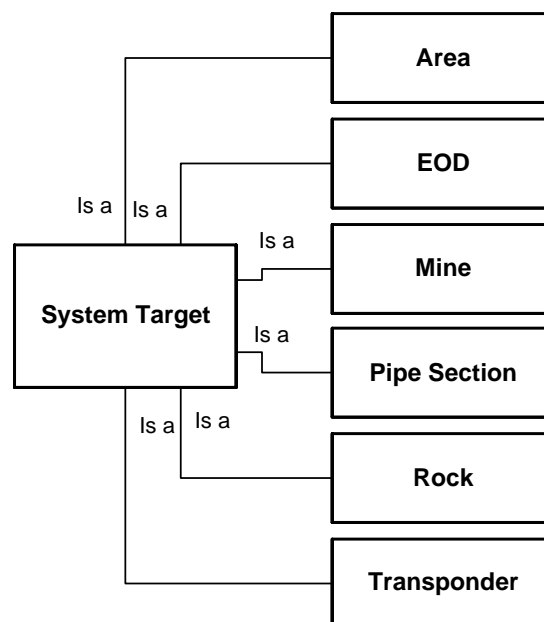 Area
EOD
Is a
Is a
Is a
Mine
System Target
Is a
Pipe Section
Is a
Is a
Rock
Transponder